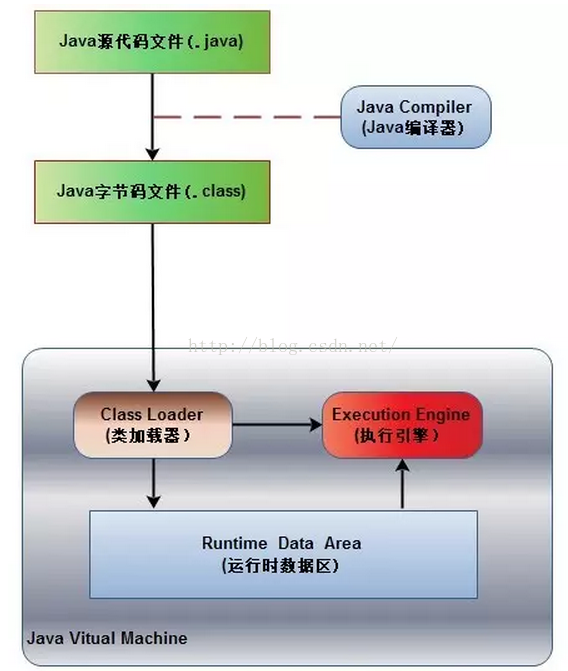 Java源代码文件(.java)
Java Compiler
(Java编译器)
Java字节码文件(.class)
http://blog.csdn.net/
Class Loader
(类加载器)
Execution Engine
(执行引擎)
Runtime Data Area
(运行时数据区)
Java Vitual Machine